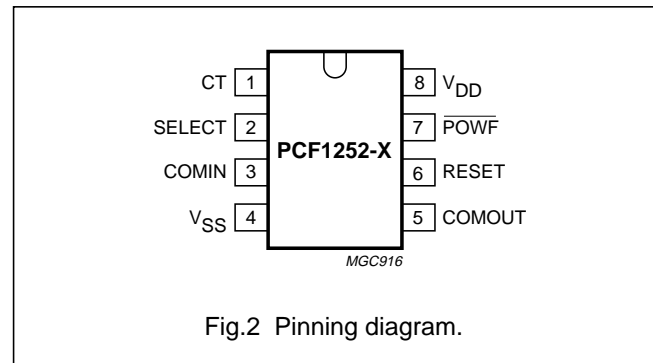 CT 1 8 VDD
SELECT 2 7 POWF
PCF1252-X
COMIN 3 6 RESET
VSS 4 5 COMOUT
MGC916
Fig.2 Pinning diagram.